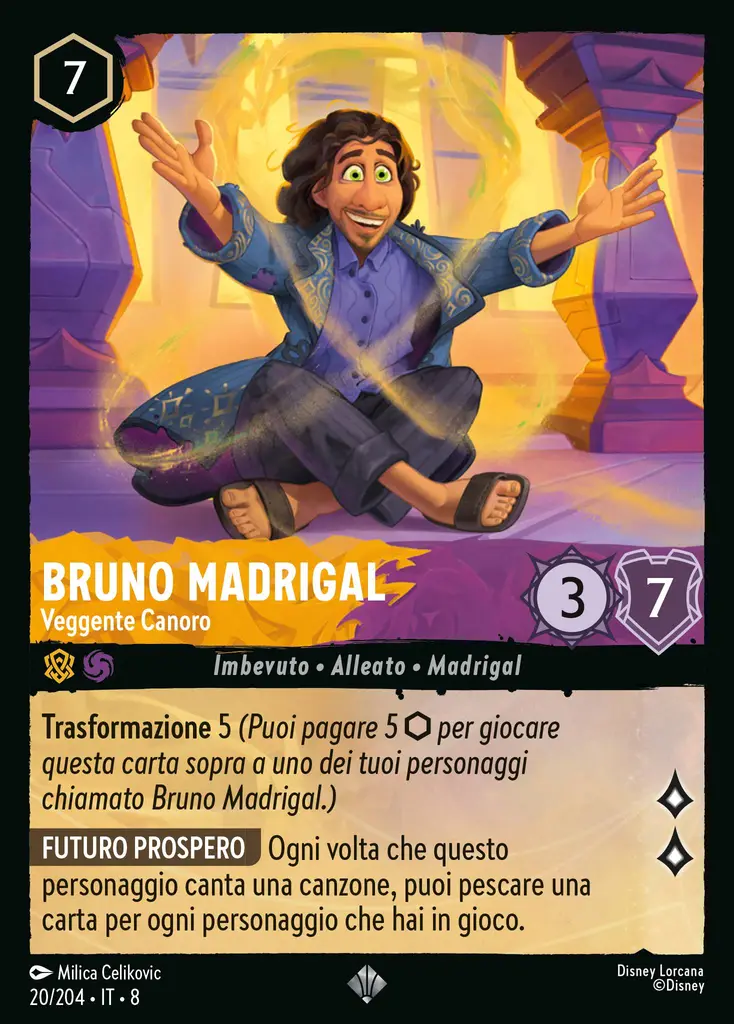 7
BRUNO MADRIGAL
Veggente Canoro
3
7
Imbevuto • Alleato • Madrigal
Trasformazione 5 (Puoi pagare 5 ⬡ per giocare
questa carta sopra a uno dei tuoi personaggi
chiamato Bruno Madrigal.)
FUTURO PROSPERO Ogni volta che questo
personaggio canta una canzone, puoi pescare una
carta per ogni personaggio che hai in gioco.
Milica Celikovic
20/204 • IT • 8
Disney Lorcana
©Disney